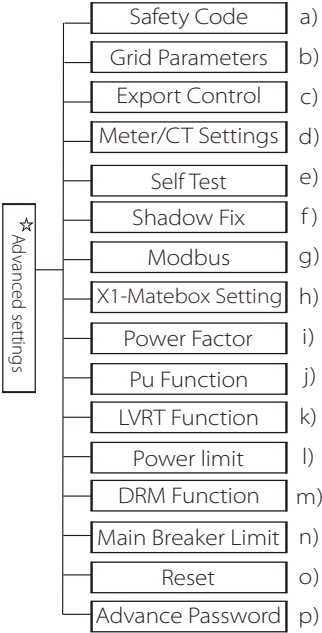 Safety Code a)
Grid Parameters b)
Export Control c)
Meter/CT Settings d)
Self Test e)
Shadow Fix f)
☆ Advanced settings
Modbus g)
X1-Matebox Setting h)
Power Factor i)
Pu Function j)
LVRT Function k)
Power limit l)
DRM Function m)
Main Breaker Limit n)
Reset o)
Advance Password p)